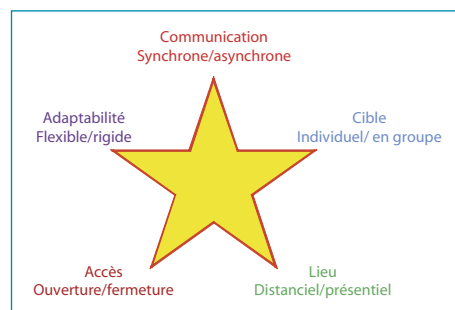 Communication
Synchrone/asynchrone
Adaptabilité
Flexible/rigide
Cible
Individuel/ en groupe
Accès
Ouverture/fermeture
Lieu
Distanciel/présentiel